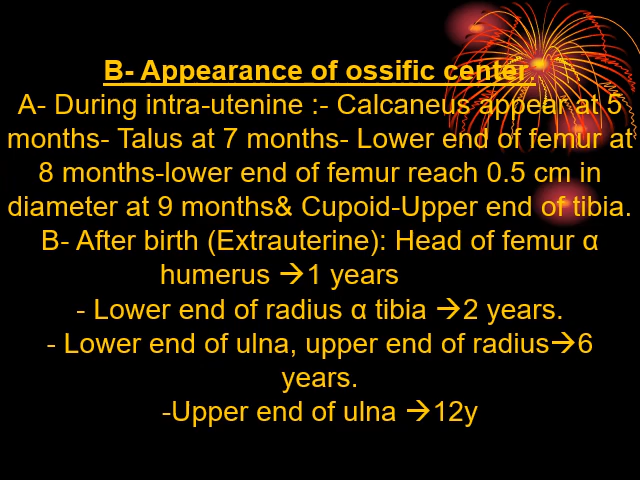 B- Appearance of ossific center.
A- During intra-utenine :- Calcaneus appear at 5
months- Talus at 7 months- Lower end of femur at
8 months-lower end of femur reach 0.5 cm in
diameter at 9 months& Cupoid-Upper end of tibia.
B- After birth (Extrauterine): Head of femur α
humerus →1 years
- Lower end of radius α tibia →2 years.
- Lower end of ulna, upper end of radius→6
years.
-Upper end of ulna →12y